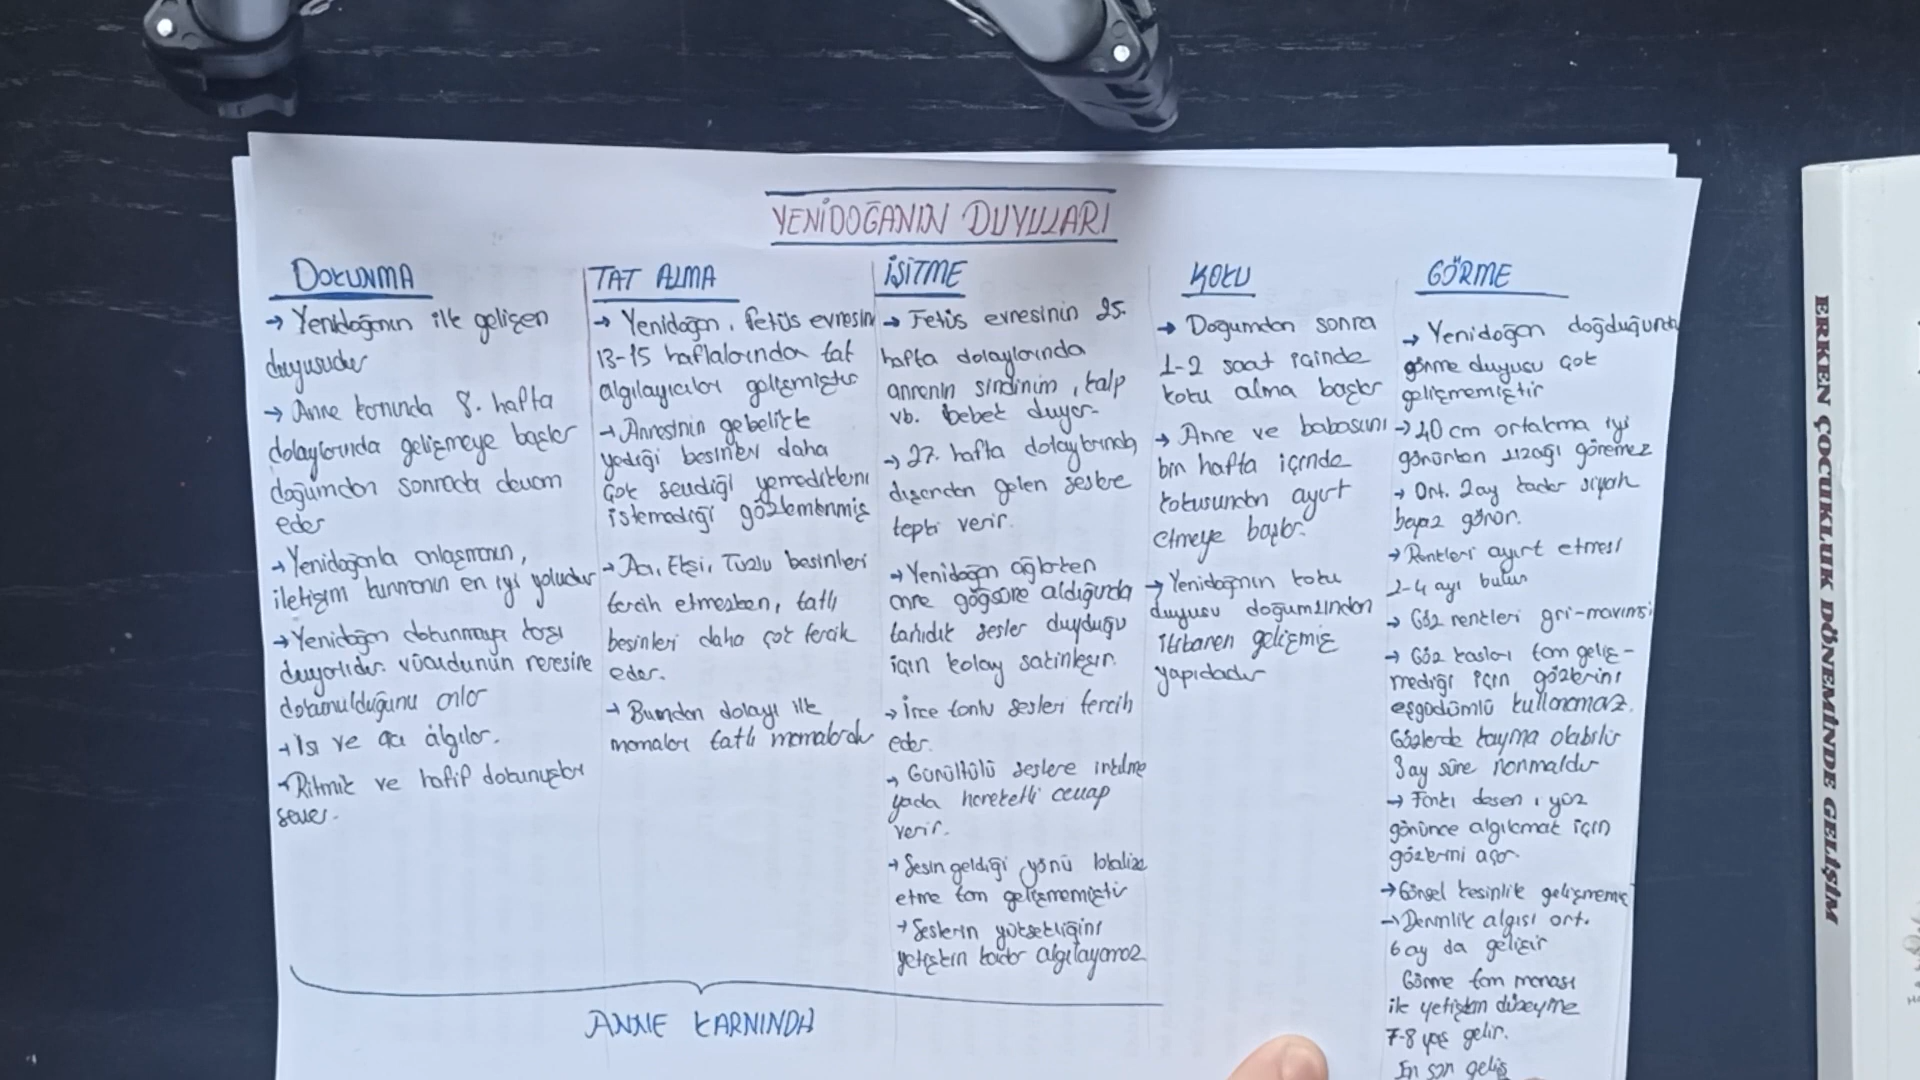 YENİDOĞANIN DUYULARI
DOKUNMA
→ Yenidoğanın ilk gelişen
duyusudur
→ Anne karnında 8. hafta
dolaylarında gelişmeye başlar
doğumdan sonrada devam
eder
→ Yenidoğanla anlaşmanın,
iletişim kurmanın en iyi yoludur
→ Yenidoğan dokunmaya karşı
duyarlıdır. vücudunun neresine
dokunulduğunu anlar
→ Isı ve acı algılar.
→ Ritmik ve hafif dokunuşları
sever.
TAT ALMA
→ Yenidoğan, fetüs evresin
13-15 haftalarında tat
algılayıcıları gelişmiştir
→ Annesinin gebelikte
yediği besinleri daha
çok sevdiği yemediklerini
istemediği gözlemlenmiş
→ Acı, Ekşi, Tuzlu besinleri
tercih etmezken, tatlı
besinleri daha çok tercih
eder.
→ Bundan dolayı ilk
mamalar tatlı mamalardır
İŞİTME
→ Fetüs evresinin 25.
hafta dolaylarında
annenin sindirim, kalp
vb. bebek duyar.
→ 27. hafta dolaylarında
dışarıdan gelen seslere
tepki verir.
→ Yenidoğan ağlarken
anne göğsüne aldığında
tanıdık sesler duyduğu
için kolay sakinleşir.
→ İnce tonlu sesleri tercih
eder.
→ Gürültülü seslere irkilme
yada hareketli cevap
verir.
→ Sesin geldiği yönü lokalize
etme tam gelişmemiştir
→ Seslerin yüksekliğini
yetişkin kadar algılayamaz
KOKU
→ Doğumdan sonra
1-2 saat içinde
koku alma başlar
→ Anne ve babasını
bir hafta içinde
kokusundan ayırt
etmeye başlar.
→ Yenidoğanın koku
duyusu doğumundan
itibaren gelişmiş
yapıdadır
GÖRME
→ Yenidoğan doğduğunda
görme duyusu çok
gelişmemiştir
→ 20 cm ortalama iyi
görürken uzağı göremez
→ Ort. 2 ay kadar siyah
beyaz görür.
→ Renkleri ayırt etmesi
2-4 ayı bulur
→ Göz renkleri gri-mavimsi
→ Göz kasları tam geliş-
mediği için gözlerini
eşgüdümlü kullanamaz.
Gözlerde kayma olabilir
3 ay süre normaldir
→ Farklı desen, yüz
görünce algılamak için
gözlerini açar.
→ Görsel kesinlik gelişmemiş
→ Derinlik algısı ort.
6 ay da gelişir
Görme tam manası
ile yetişkin düzeyine
7-8 yaş gelir.
En son geliş
ANNE KARNINDA
ERKEN ÇOCUKLUK DÖNEMİNDE GELİŞİM